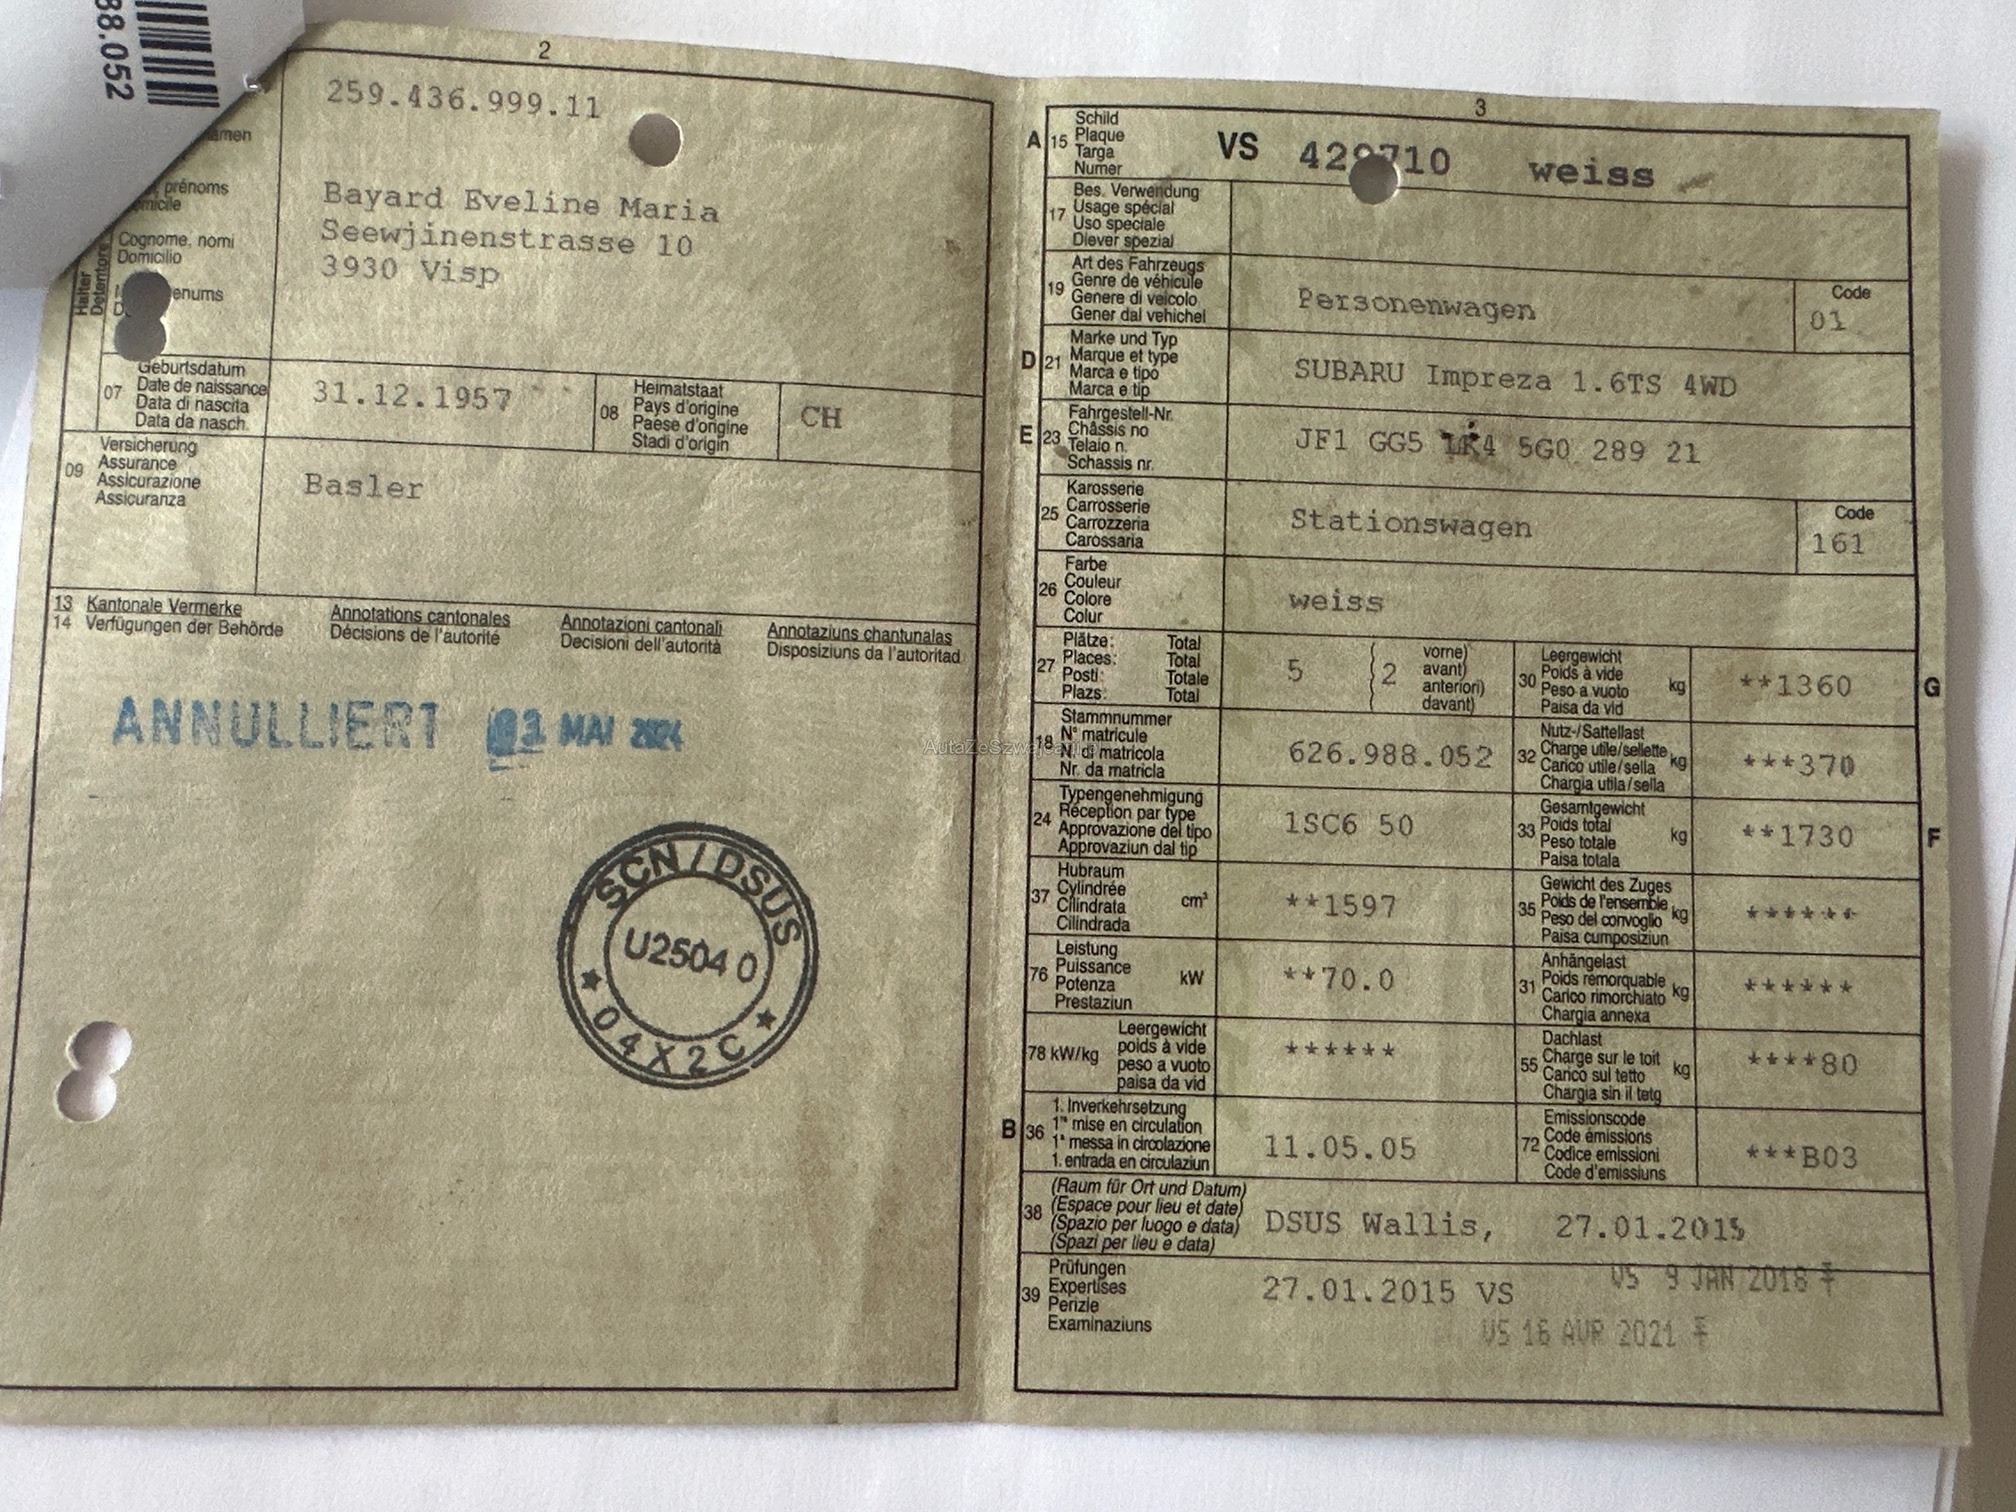 88.052
2
259.436.999.11
prénoms
Bayard Eveline Maria
Seewjinenstrasse 10
3930 Visp
Cognome, nomi
Domicilio
Halter
07 Geburtsdatum
Date de naissance
Data di nascita
Data da nasch.
31.12.1957
08 Heimatstaat
Pays d'origine
Paese d'origine
Stadi d'origin
CH
09 Versicherung
Assurance
Assicurazione
Assicuranza
Basler
13 Kantonale Vermerke Annotations cantonales Annotazioni cantonali Annotaziuns chantunalas
14 Verfügungen der Behörde Décisions de l'autorité Decisioni dell'autorità Disposiziuns da l'autoritad
ANNULLIERT 03 MAI 2024
SCN/DSUS
U2504 0
★ 04X2C ★
3
A 15 Schild
Plaque
Targa
Numer
VS weiss
17 Bes. Verwendung
Usage spécial
Uso speciale
Diever spezial
19 Art des Fahrzeugs
Genre de véhicule
Genere di veicolo
Gener dal vehichel
Personenwagen
Code
01
D 21 Marke und Typ
Marque et type
Marca e tipo
Marca e tip
SUBARU Impreza 1.6TS 4WD
E 23 Fahrgestell-Nr.
Châssis no
Telaio n.
Schassis nr.
JF1 GG5 LK4 5G0 289 21
25 Karosserie
Carrosserie
Carrozzeria
Carossaria
Stationswagen
Code
161
26 Farbe
Couleur
Colore
Colur
weiss
27 Plätze: Total
Places: Total
Posti: Totale
Plazs: Total
5 2
vorne)
avant)
anteriori)
davant)
30 Leergewicht
Poids à vide
Peso a vuoto
Paisa da vid
kg **1360 G
18 Stammnummer
N° matricule
N. di matricola
Nr. da matricla
626.988.052
32 Nutz-/Sattellast
Charge utile/sellette
Carico utile/sella
Chargia utila/sella
kg ***370
24 Typengenehmigung
Réception par type
Approvazione del tipo
Approvaziun dal tip
1SC6 50
33 Gesamtgewicht
Poids total
Peso totale
Paisa totala
kg **1730 F
37 Hubraum
Cylindrée
Cilindrata
Cilindrada
cm³ **1597
35 Gewicht des Zuges
Poids de l'ensemble
Peso del convoglio
Paisa cumposiziun
kg ******
76 Leistung
Puissance
Potenza
Prestaziun
kW **70.0
31 Anhängelast
Poids remorquable
Carico rimorchiato
Chargia annexa
kg ******
78 kW/kg Leergewicht
poids à vide
peso a vuoto
paisa da vid
******
55 Dachlast
Charge sur le toit
Carico sul tetto
Chargia sin il tetg
kg ****80
B 36 1. Inverkehrsetzung
1re mise en circulation
1a messa in circolazione
1. entrada en circulaziun
11.05.05
72 Emissionscode
Code émissions
Codice emissioni
Code d'emissiuns
***B03
38 (Raum für Ort und Datum)
(Espace pour lieu et date)
(Spazio per luogo e data)
(Spazi per lieu e data)
DSUS Wallis, 27.01.2015
39 Prüfungen
Expertises
Perizie
Examinaziuns
27.01.2015 VS
VS 9 JAN 2018
VS 16 AVR 2021